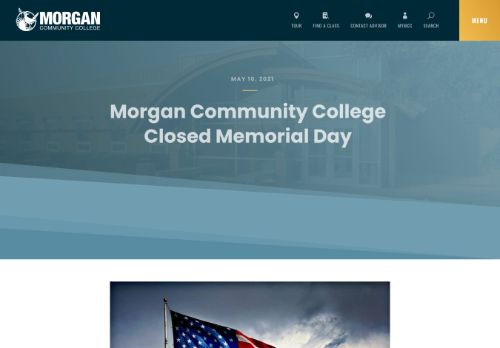 MORGAN
COMMUNITY COLLEGE
TOUR
FIND A CLASS
CONTACT ADVISOR
MYMCC
SEARCH
MENU
MAY 10, 2021
Morgan Community College
Closed Memorial Day